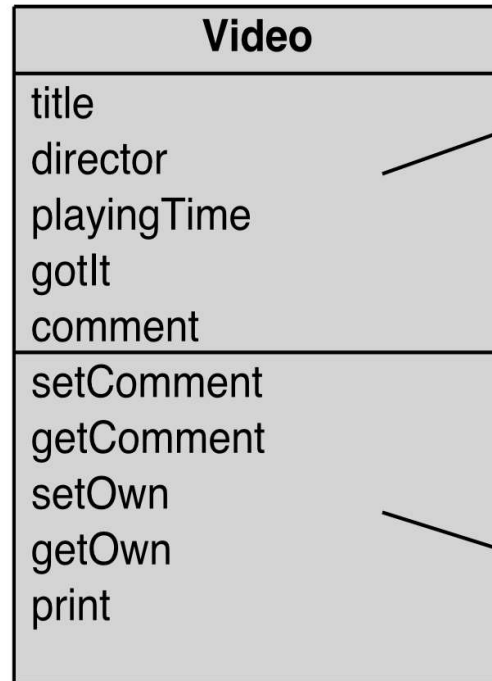 Video
title
director
playingTime
gotIt
comment
setComment
getComment
setOwn
getOwn
print